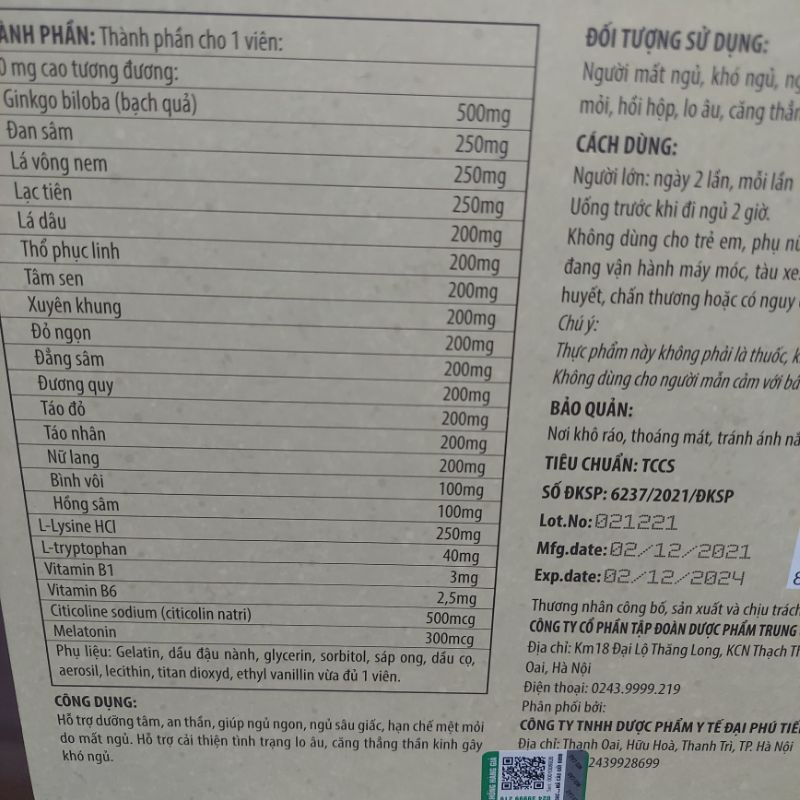 ÀNH PHẦN: Thành phần cho 1 viên:
0 mg cao tương đương:
Ginkgo biloba (bạch quả) 500mg
Đan sâm 250mg
Lá vông nem 250mg
Lạc tiên 250mg
Lá dâu 200mg
Thổ phục linh 200mg
Tâm sen 200mg
Xuyên khung 200mg
Đỏ ngọn 200mg
Đẳng sâm 200mg
Đương quy 200mg
Táo đỏ 200mg
Táo nhân 200mg
Nữ lang 200mg
Bình vôi 100mg
Hồng sâm 100mg
L-Lysine HCl 250mg
L-tryptophan 40mg
Vitamin B1 3mg
Vitamin B6 2,5mg
Citicoline sodium (citicolin natri) 500mcg
Melatonin 300mcg
Phụ liệu: Gelatin, dầu đậu nành, glycerin, sorbitol, sáp ong, dầu cọ,
aerosil, lecithin, titan dioxyd, ethyl vanillin vừa đủ 1 viên.
CÔNG DỤNG:
Hỗ trợ dưỡng tâm, an thần, giúp ngủ ngon, ngủ sâu giấc, hạn chế mệt mỏi
do mất ngủ. Hỗ trợ cải thiện tình trạng lo âu, căng thẳng thần kinh gây
khó ngủ.
ĐỐI TƯỢNG SỬ DỤNG:
Người mất ngủ, khó ngủ, ng
mỏi, hồi hộp, lo âu, căng thẳn
CÁCH DÙNG:
Người lớn: ngày 2 lần, mỗi lần
Uống trước khi đi ngủ 2 giờ.
Không dùng cho trẻ em, phụ nữ
đang vận hành máy móc, tàu xe
huyết, chấn thương hoặc có nguy
Chú ý:
Thực phẩm này không phải là thuốc, k
Không dùng cho người mẫn cảm với bấ
BẢO QUẢN:
Nơi khô ráo, thoáng mát, tránh ánh nắ
TIÊU CHUẨN: TCCS
SỐ ĐKSP: 6237/2021/ĐKSP
Lot.No: 021221
Mfg.date: 02/12/2021
Exp.date: 02/12/2024
Thương nhân công bố, sản xuất và chịu trách
CÔNG TY CỔ PHẦN TẬP ĐOÀN DƯỢC PHẨM TRUNG
Địa chỉ: Km18 Đại Lộ Thăng Long, KCN Thạch Th
Oai, Hà Nội
Điện thoại: 0243.9999.219
Phân phối bởi:
CÔNG TY TNHH DƯỢC PHẨM Y TẾ ĐẠI PHÚ TIẾ
Địa chỉ: Thanh Oai, Hữu Hoà, Thanh Trì, TP. Hà Nội
2439928699